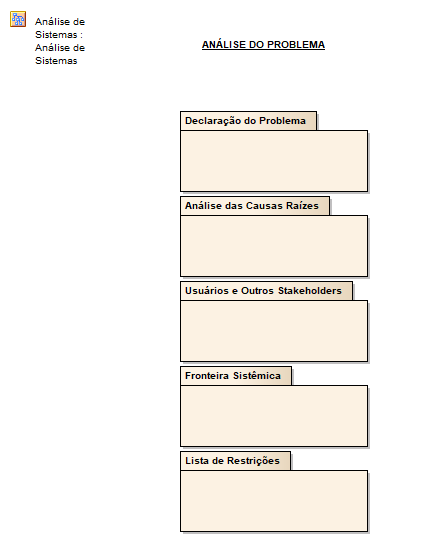 Análise de
Sistemas :
Análise de
Sistemas
ANÁLISE DO PROBLEMA
Declaração do Problema
Análise das Causas Raízes
Usuários e Outros Stakeholders
Fronteira Sistêmica
Lista de Restrições